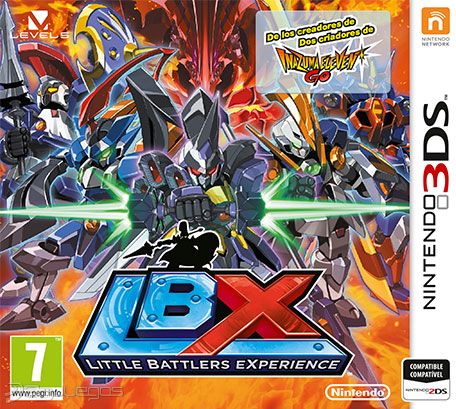 LEVEL5
De los creadores de
Dos criadores de
INAZUMA ELEVEN
GO
NINTENDO
NETWORK
NINTENDO 3DS
™
LBX
LITTLE BATTLERS eXPERIENCE
7
www.pegi.info
Nintendo
COMPATIBLE
COMPATÍVEL
NINTENDO 2DS